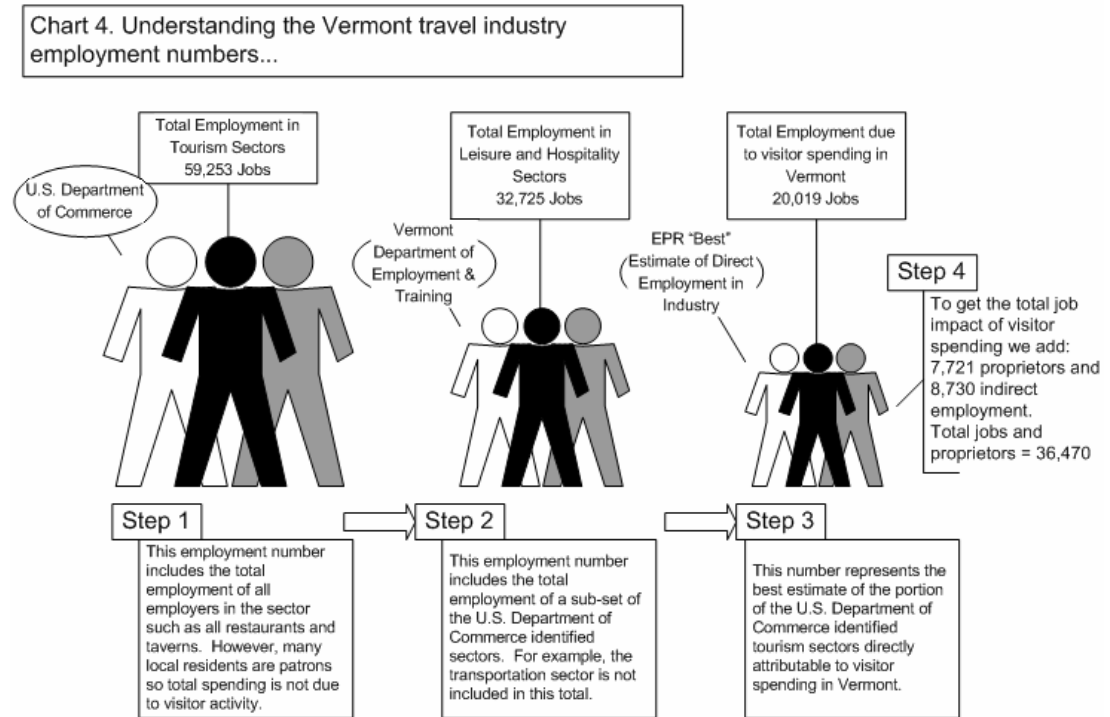 Chart 4. Understanding the Vermont travel industry
employment numbers...
Total Employment in
Tourism Sectors
59,253 Jobs
U.S. Department
of Commerce
Total Employment in
Leisure and Hospitality
Sectors
32,725 Jobs
Vermont
Department of
Employment &
Training
Total Employment due
to visitor spending in
Vermont
20,019 Jobs
EPR "Best"
Estimate of Direct
Employment in
Industry
Step 4
To get the total job
impact of visitor
spending we add:
7,721 proprietors and
8,730 indirect
employment.
Total jobs and
proprietors = 36,470
Step 1
This employment number
includes the total
employment of all
employers in the sector
such as all restaurants and
taverns. However, many
local residents are patrons
so total spending is not due
to visitor activity.
Step 2
This employment number
includes the total
employment of a sub-set of
the U.S. Department of
Commerce identified
sectors. For example, the
transportation sector is not
included in this total.
Step 3
This number represents the
best estimate of the portion
of the U.S. Department of
Commerce identified
tourism sectors directly
attributable to visitor
spending in Vermont.